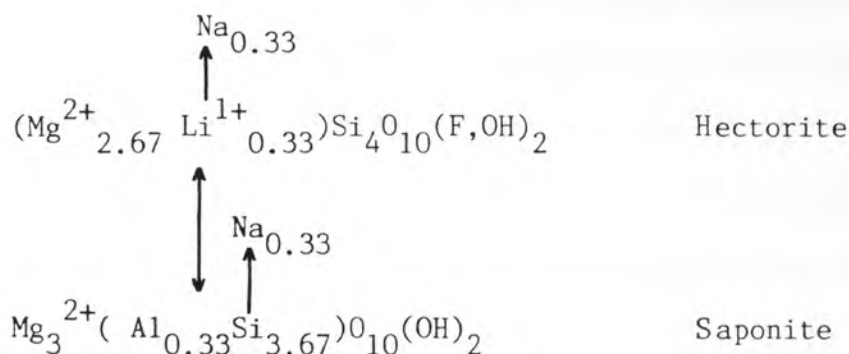 Na0.33
(Mg2+2.67 Li1+0.33)Si4O10(F,OH)2 Hectorite
Na0.33
Mg32+(Al0.33Si3.67)O10(OH)2 Saponite